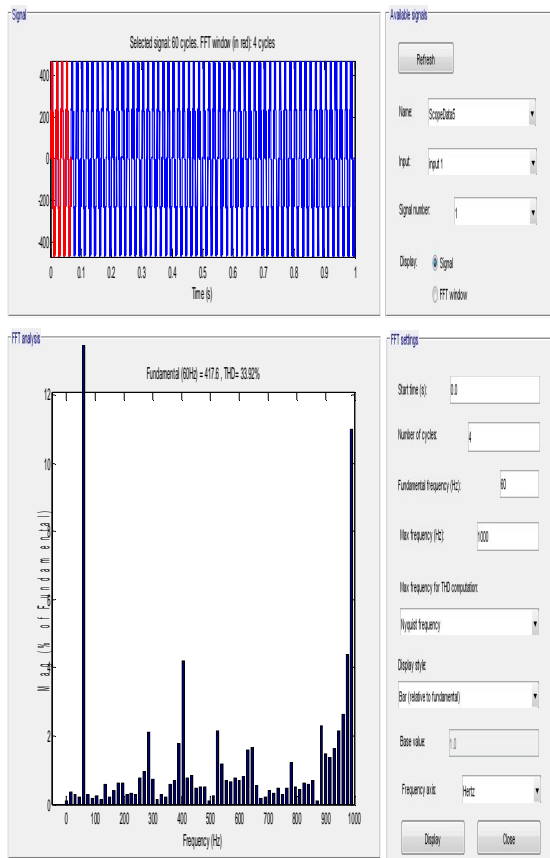 Signal
Selected signal: 60 cycles. FFT window (in red): 4 cycles
400
200
0
-200
-400
0 0.1 0.2 0.3 0.4 0.5 0.6 0.7 0.8 0.9 1
Time (s)
Available signals
Refresh
Name:
ScopeData5
Input:
input 1
Signal number:
1
Display:
Signal
FFT window
FFT analysis
Fundamental (60Hz) = 417.6 , THD= 33.92%
12
10
8
6
4
2
0
Mag (% of Fundamental)
0 100 200 300 400 500 600 700 800 900 1000
Frequency (Hz)
FFT settings
Start time (s):
0.0
Number of cycles:
4
Fundamental frequency (Hz):
60
Max frequency (Hz):
1000
Max frequency for THD computation:
Nyquist frequency
Display style:
Bar (relative to fundamental)
Base value:
1.0
Frequency axis:
Hertz
Display
Close